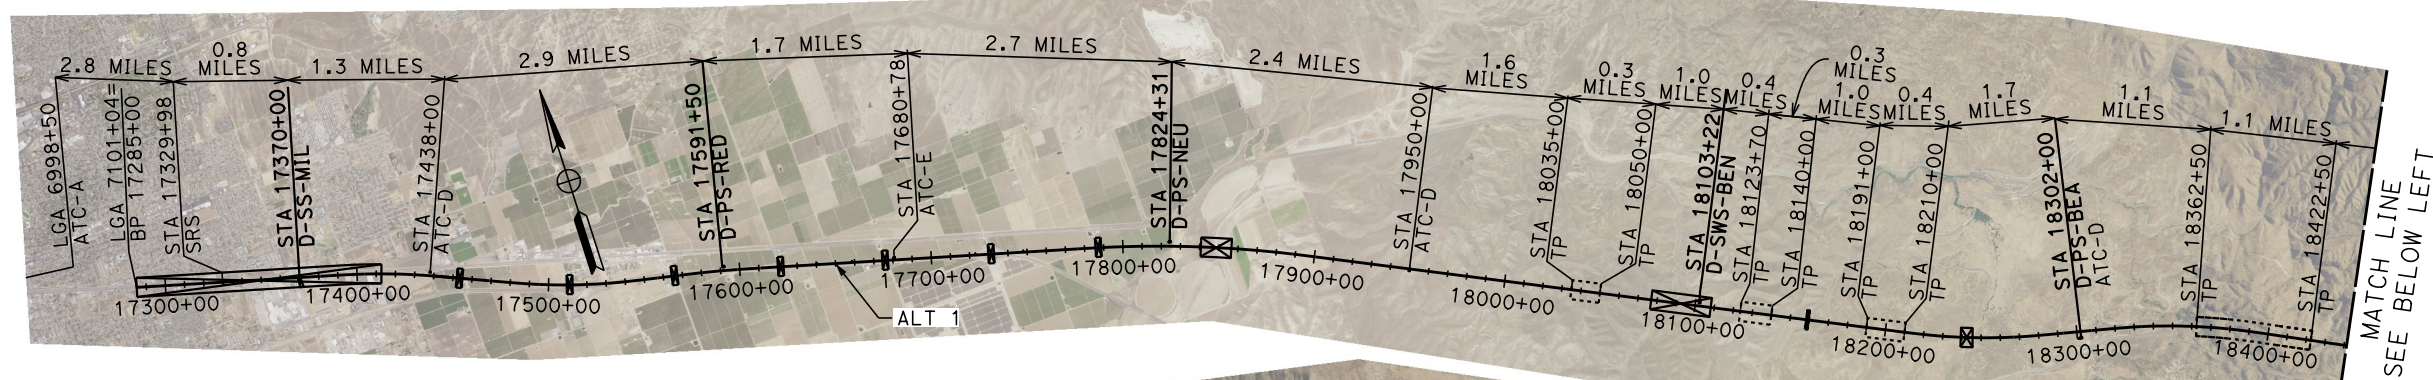 2.8 MILES
0.8
MILES
1.3 MILES
2.9 MILES
1.7 MILES
2.7 MILES
2.4 MILES
1.6
MILES
0.3
MILES
1.0
MILES
0.4
MILES
0.3
MILES
1.0
MILES
0.4
MILES
1.7
MILES
1.1
MILES
1.1 MILES
LGA 6998+50
ATC-A
LGA 7101+04=
BP 17285+00
STA 17329+98
SRS
STA 17370+00
D-SS-MIL
STA 17438+00
ATC-D
STA 17591+50
D-PS-RED
STA 17680+78
ATC-E
STA 17824+31
D-PS-NEU
STA 17950+00
ATC-D
STA 18035+00
TP
STA 18050+00
TP
STA 18103+22
D-SWS-BEN
STA 18123+70
TP
STA 18140+00
TP
STA 18191+00
TP
STA 18210+00
TP
STA 18302+00
D-PS-BEA
ATC-D
STA 18362+50
TP
STA 18422+50
TP
17300+00
17400+00
17500+00
17600+00
17700+00
17800+00
17900+00
18000+00
18100+00
18200+00
18300+00
18400+00
ALT 1
MATCH LINE
SEE BELOW LEFT